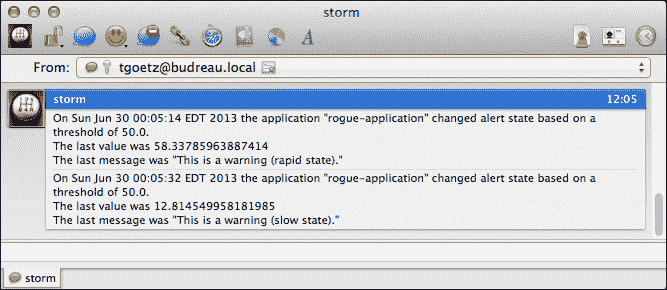 storm
From: tgoetz@budreau.local
storm 12:05
On Sun Jun 30 00:05:14 EDT 2013 the application "rogue-application" changed alert state based on a
threshold of 50.0.
The last value was 58.33785963887414
The last message was "This is a warning (rapid state)."
On Sun Jun 30 00:05:32 EDT 2013 the application "rogue-application" changed alert state based on a
threshold of 50.0.
The last value was 12.814549958181985
The last message was "This is a warning (slow state)."
storm